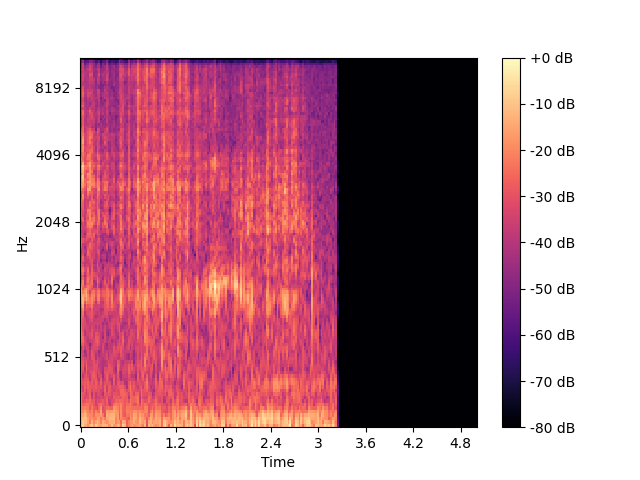 +0 dB
8192
-10 dB
4096
-20 dB
-30 dB
2048
-40 dB
Hz
1024
-50 dB
512
-60 dB
-70 dB
0
-80 dB
0 0.6 1.2 1.8 2.4 3 3.6 4.2 4.8
Time